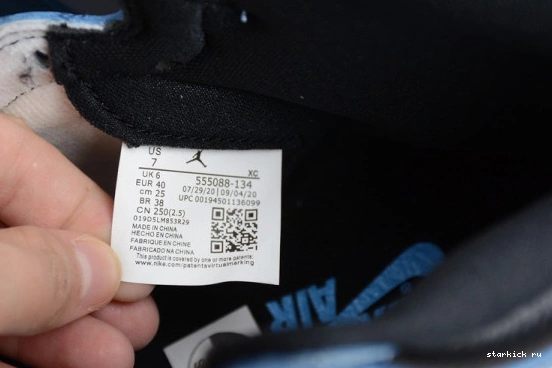 US
7
XC
UK 6
EUR 40
cm 25
BR 38
CN 250(2.5)
555088-134
07/29/20 | 09/04/20
UPC 00194501136099
019D5LM853R29
MADE IN CHINA
HECHO EN CHINA
FABRIQUE EN CHINE
FABRICADO NA CHINA
This product is covered by one or more patents.
www.nike.com/patentsvirtualmarking
AIR
starkick ru